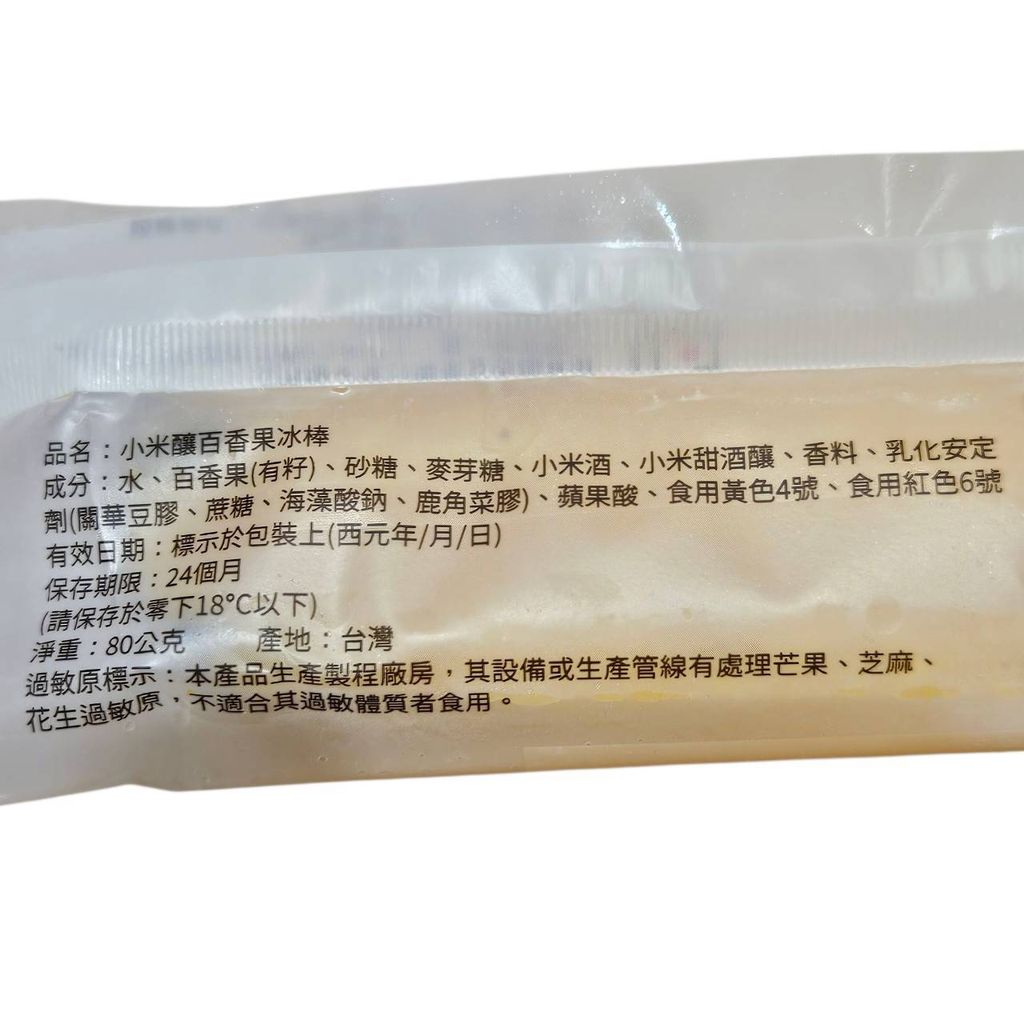 品名：小米釀百香果冰棒
成分：水、百香果(有籽)、砂糖、麥芽糖、小米酒、小米甜酒釀、香料、乳化安定
劑(關華豆膠、蔗糖、海藻酸鈉、鹿角菜膠)、蘋果酸、食用黃色4號、食用紅色6號
有效日期：標示於包裝上(西元年/月/日)
保存期限：24個月
(請保存於零下18°C以下)
淨重：80公克 產地：台灣
過敏原標示：本產品生產製程廠房，其設備或生產管線有處理芒果、芝麻、
花生過敏原，不適合其過敏體質者食用。